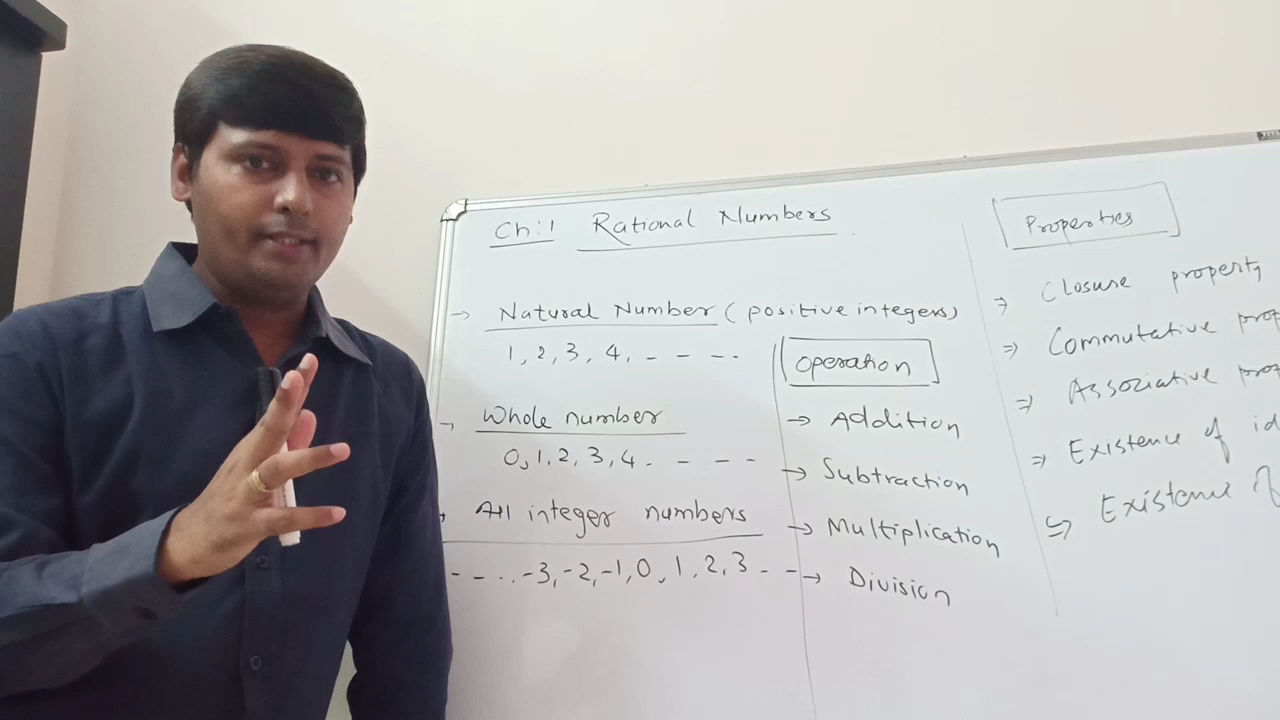 Ch:1 Rational Numbers
→ Natural Number (positive integers)
1, 2, 3, 4, - - - -
→ Whole number
0, 1, 2, 3, 4 - - - -
All integer numbers
- - - . . -3, -2, -1, 0, 1, 2, 3 - - -
Operation
→ Addition
→ Subtraction
→ Multiplication
→ Division
Properties
⇒ Closure property
⇒ Commutative
⇒ Associative
⇒ Existence of
⇒ Existence of